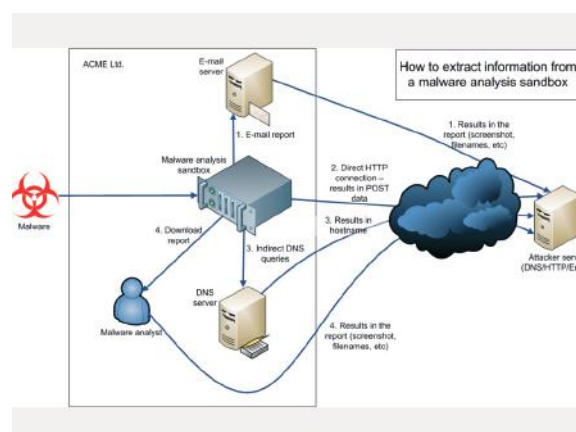 ACME Ltd.
E-mail
server
How to extract information from
a malware analysis sandbox
1. E-mail report
1. Results in the
report (screenshot,
filenames, etc)
Malware analysis
sandbox
2. Direct HTTP
connection –
results in POST
data
Malware
4. Download
report
3. Indirect DNS
queries
3. Results in
hostname
Attacker serv
(DNS/HTTP/Em
DNS
server
Malware analyst
4. Results in the
report (screenshot,
filenames, etc)